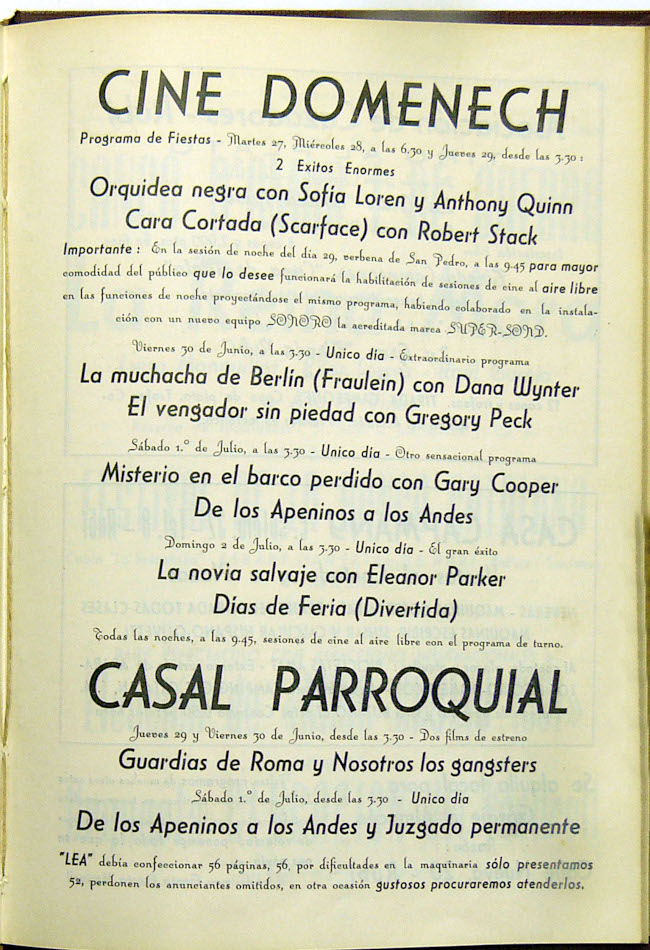 CINE DOMENECH
Programa de Fiestas - Martes 27, Miércoles 28, a las 6.30 y Jueves 29, desde las 3.30 :
2 Exitos Enormes
Orquidea negra con Sofía Loren y Anthony Quinn
Cara Cortada (Scarface) con Robert Stack
Importante : En la sesión de noche del día 29, verbena de San Pedro, a las 9.45 para mayor
comodidad del público que lo desee funcionará la habilitación de sesiones de cine al aire libre
en las funciones de noche proyectándose el mismo programa, habiendo colaborado en la instala-
ción con un nuevo equipo SONORO la acreditada marca SUPER-SOND.
Viernes 30 de Junio, a las 3.30 - Unico día - Extraordinario programa
La muchacha de Berlín (Fraulein) con Dana Wynter
El vengador sin piedad con Gregory Peck
Sábado 1.º de Julio, a las 3.30 - Unico día - Otro sensacional programa
Misterio en el barco perdido con Gary Cooper
De los Apeninos a los Andes
Domingo 2 de Julio, a las 3.30 - Unico día - El gran éxito
La novia salvaje con Eleanor Parker
Días de Feria (Divertida)
Todas las noches, a las 9.45, sesiones de cine al aire libre con el programa de turno.
CASAL PARROQUIAL
Jueves 29 y Viernes 30 de Junio, desde las 3.30 - Dos films de estreno
Guardias de Roma y Nosotros los gangsters
Sábado 1.º de Julio, desde las 3.30 - Unico día
De los Apeninos a los Andes y Juzgado permanente
"LEA" debía confeccionar 56 páginas, 56, por dificultades en la maquinaria sólo presentamos
52, perdonen los anunciantes omitidos, en otra ocasión gustosos procuraremos atenderlos.